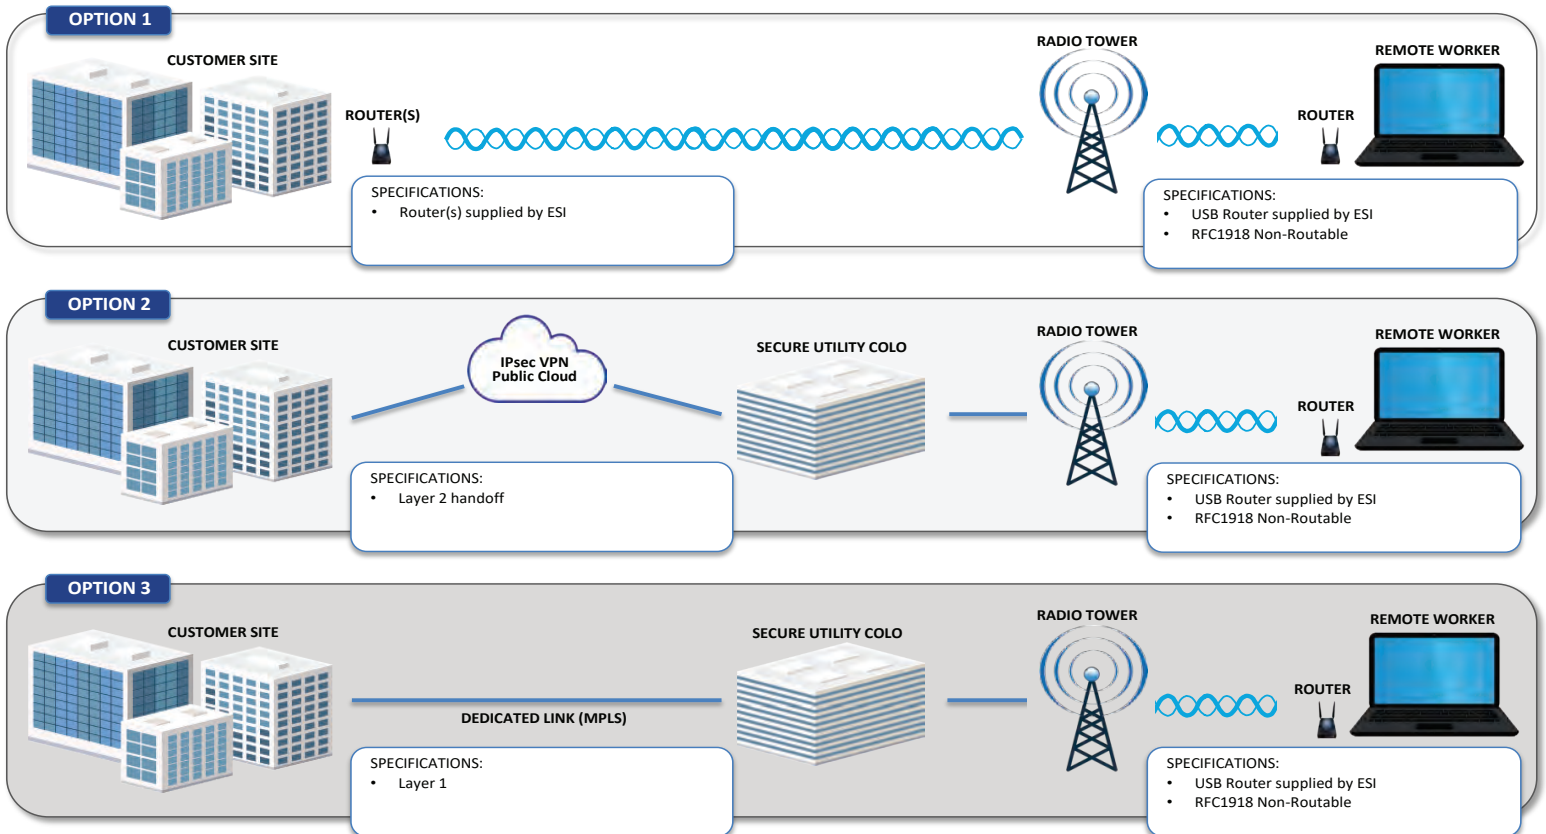 OPTION 1
CUSTOMER SITE
ROUTER(S)
RADIO TOWER
ROUTER
REMOTE WORKER
SPECIFICATIONS:
• Router(s) supplied by ESI
SPECIFICATIONS:
• USB Router supplied by ESI
• RFC1918 Non-Routable
OPTION 2
CUSTOMER SITE
IPsec VPN
Public Cloud
SECURE UTILITY COLO
RADIO TOWER
ROUTER
REMOTE WORKER
SPECIFICATIONS:
• Layer 2 handoff
SPECIFICATIONS:
• USB Router supplied by ESI
• RFC1918 Non-Routable
OPTION 3
CUSTOMER SITE
DEDICATED LINK (MPLS)
SECURE UTILITY COLO
RADIO TOWER
ROUTER
REMOTE WORKER
SPECIFICATIONS:
• Layer 1
SPECIFICATIONS:
• USB Router supplied by ESI
• RFC1918 Non-Routable